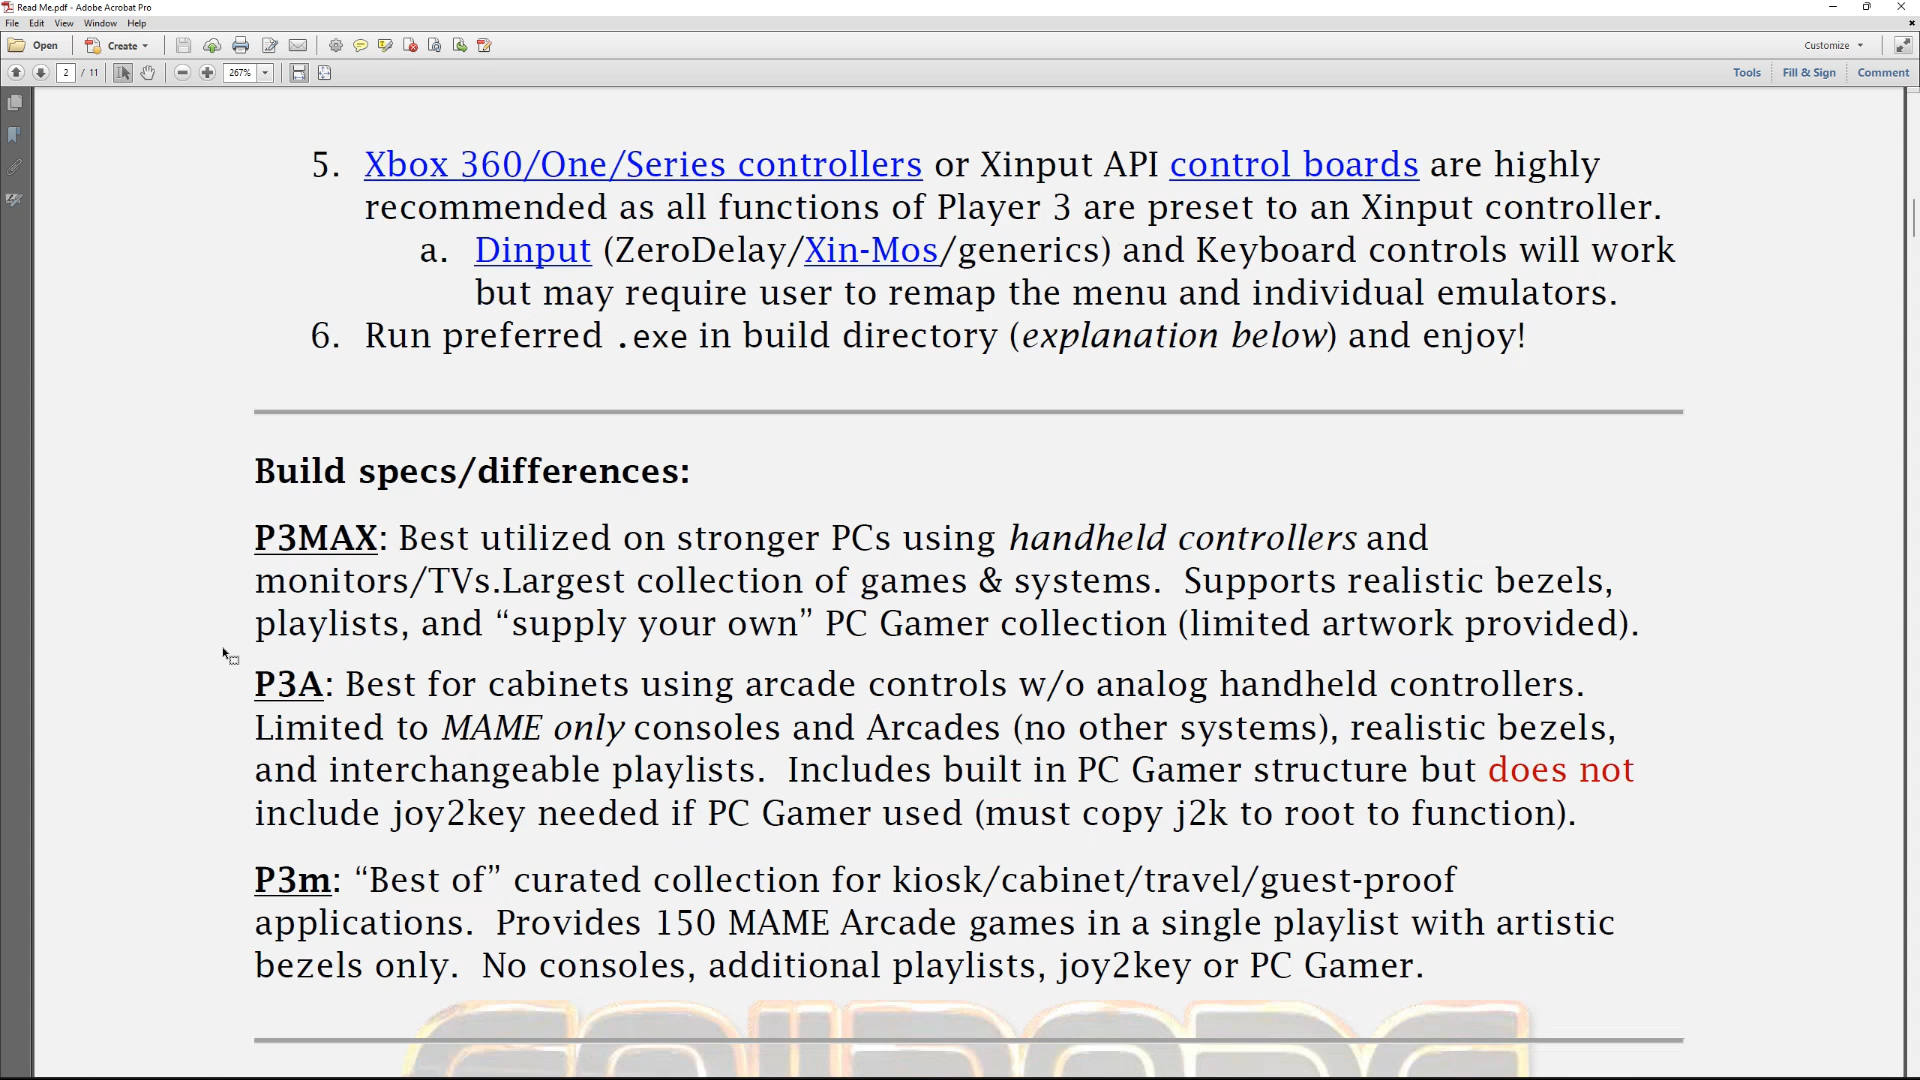 Read Me.pdf - Adobe Acrobat Pro
File Edit View Window Help
Open Create Customize
2 / 11 267% Tools Fill & Sign Comment
5. Xbox 360/One/Series controllers or Xinput API control boards are highly
recommended as all functions of Player 3 are preset to an Xinput controller.
a. Dinput (ZeroDelay/Xin-Mos/generics) and Keyboard controls will work
but may require user to remap the menu and individual emulators.
6. Run preferred .exe in build directory (explanation below) and enjoy!
Build specs/differences:
P3MAX: Best utilized on stronger PCs using handheld controllers and
monitors/TVs.Largest collection of games & systems. Supports realistic bezels,
playlists, and “supply your own” PC Gamer collection (limited artwork provided).
P3A: Best for cabinets using arcade controls w/o analog handheld controllers.
Limited to MAME only consoles and Arcades (no other systems), realistic bezels,
and interchangeable playlists. Includes built in PC Gamer structure but does not
include joy2key needed if PC Gamer used (must copy j2k to root to function).
P3m: “Best of” curated collection for kiosk/cabinet/travel/guest-proof
applications. Provides 150 MAME Arcade games in a single playlist with artistic
bezels only. No consoles, additional playlists, joy2key or PC Gamer.